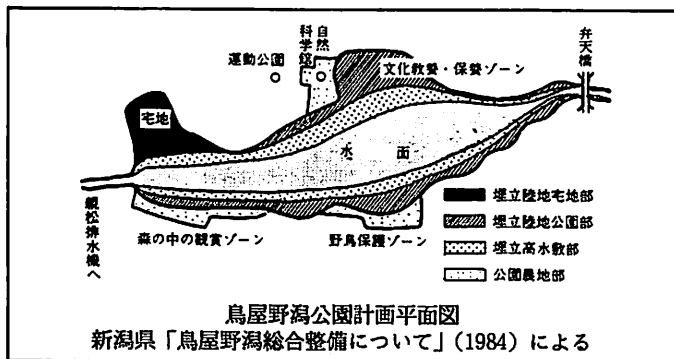 運動公園
自然科学館
文化教養・保養ゾーン
弁天橋
宅地
水面
親松排水機へ
森の中の観賞ゾーン
野鳥保護ゾーン
埋立陸地宅地部
埋立陸地公園部
埋立高水敷部
公園農地部
鳥屋野潟公園計画平面図
新潟県「鳥屋野潟総合整備について」(1984)による